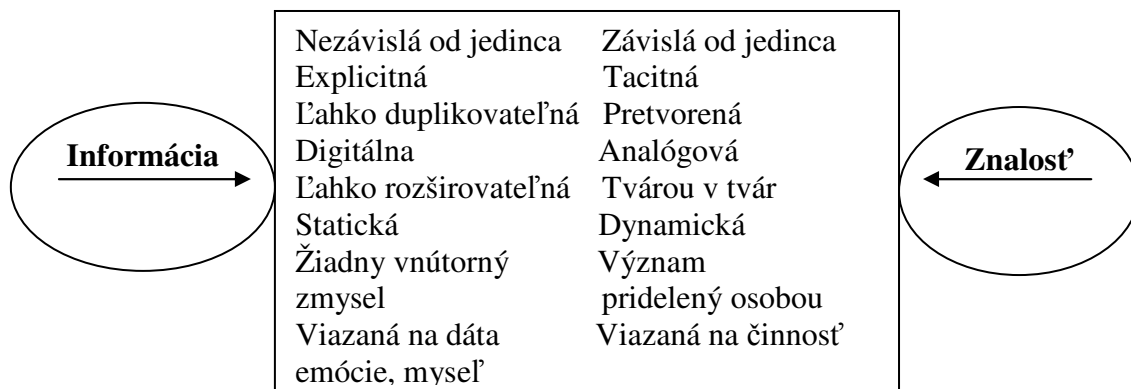 Nezávislá od jedinca Závislá od jedinca
Explicitná Tacitná
Ľahko duplikovateľná Pretvorená
Informácia Digitálna Analógová Znalosť
Ľahko rozširovateľná Tvárou v tvár
Statická Dynamická
Žiadny vnútorný Význam
zmysel pridelený osobou
Viazaná na dáta Viazaná na činnosť
emócie, myseľ